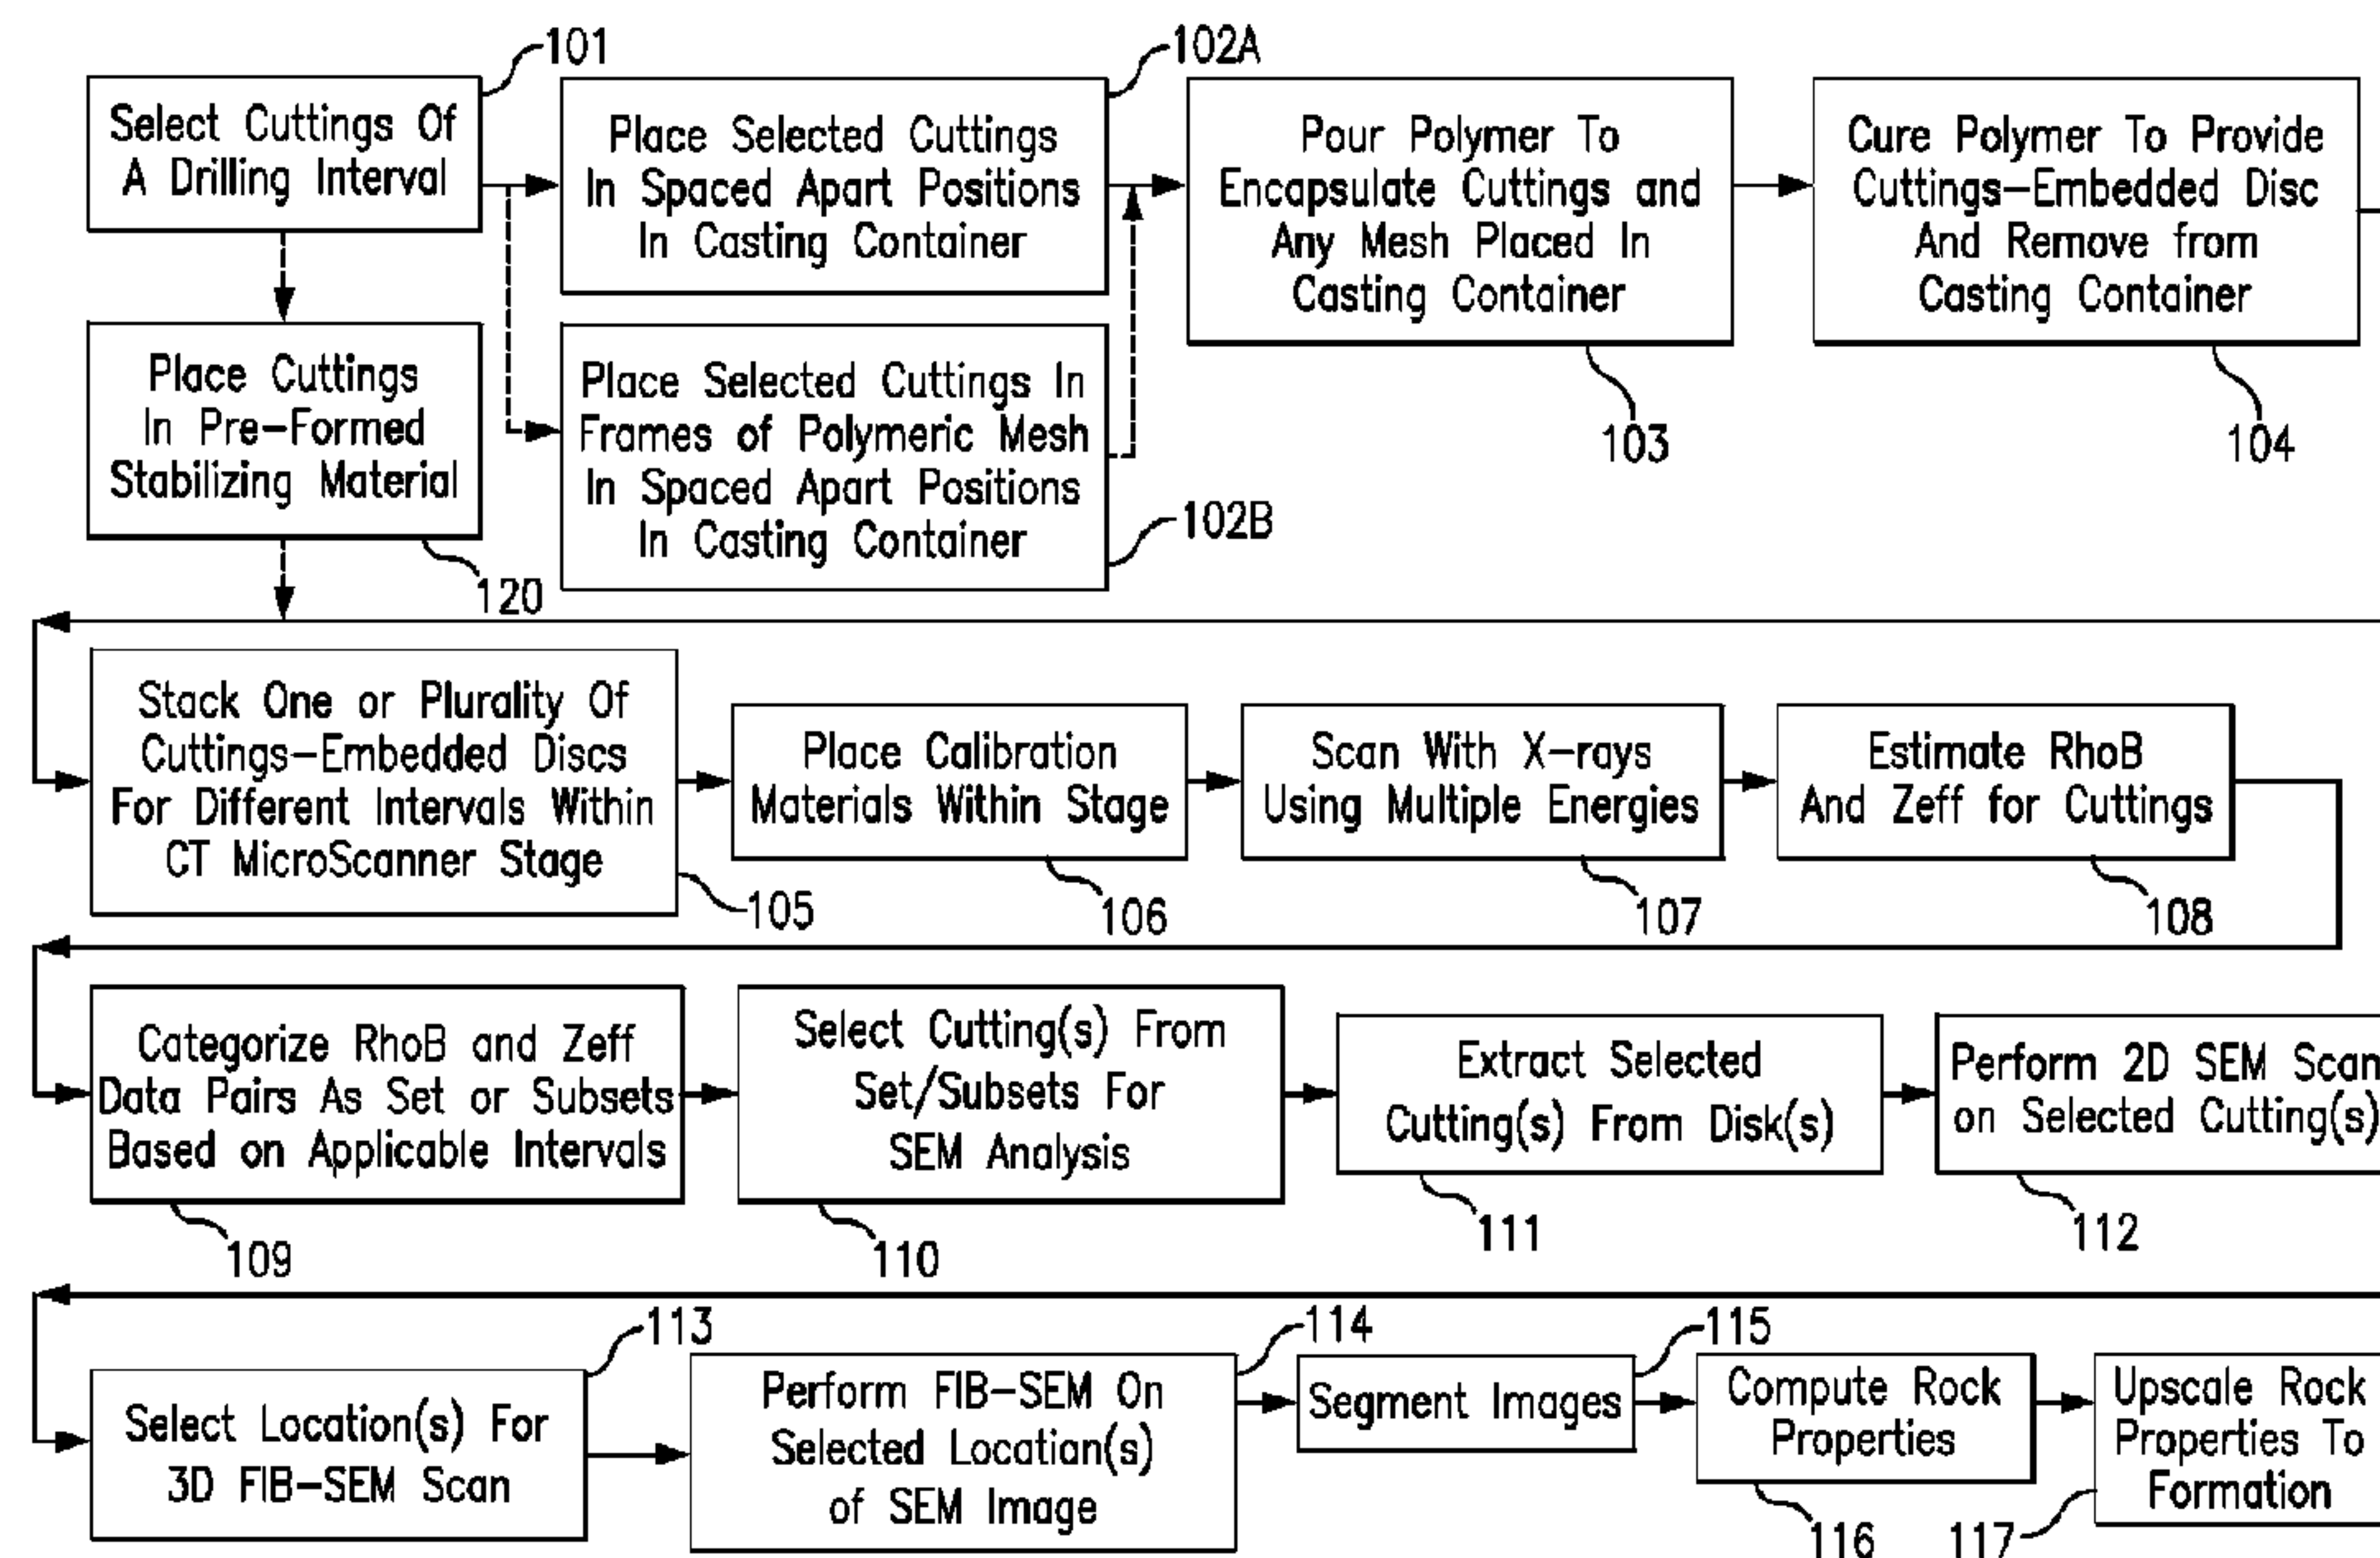 101
Select Cuttings Of
A Drilling Interval
102A
Place Selected Cuttings
In Spaced Apart Positions
In Casting Container
Pour Polymer To
Encapsulate Cuttings and
Any Mesh Placed In
Casting Container
103
Cure Polymer To Provide
Cuttings-Embedded Disc
And Remove from
Casting Container
104
Place Cuttings
In Pre-Formed
Stabilizing Material
120
Place Selected Cuttings In
Frames of Polymeric Mesh
In Spaced Apart Positions
In Casting Container
102B
Stack One or Plurality Of
Cuttings-Embedded Discs
For Different Intervals Within
CT MicroScanner Stage
105
Place Calibration
Materials Within Stage
106
Scan With X-rays
Using Multiple Energies
107
Estimate RhoB
And Zeff for Cuttings
108
Categorize RhoB and Zeff
Data Pairs As Set or Subsets
Based on Applicable Intervals
109
Select Cutting(s) From
Set/Subsets For
SEM Analysis
110
Extract Selected
Cutting(s) From Disk(s)
111
Perform 2D SEM Scan
on Selected Cutting(s)
112
113
Select Location(s) For
3D FIB-SEM Scan
114
Perform FIB-SEM On
Selected Location(s)
of SEM Image
115
Segment Images
Compute Rock
Properties
116
Upscale Rock
Properties To
Formation
117